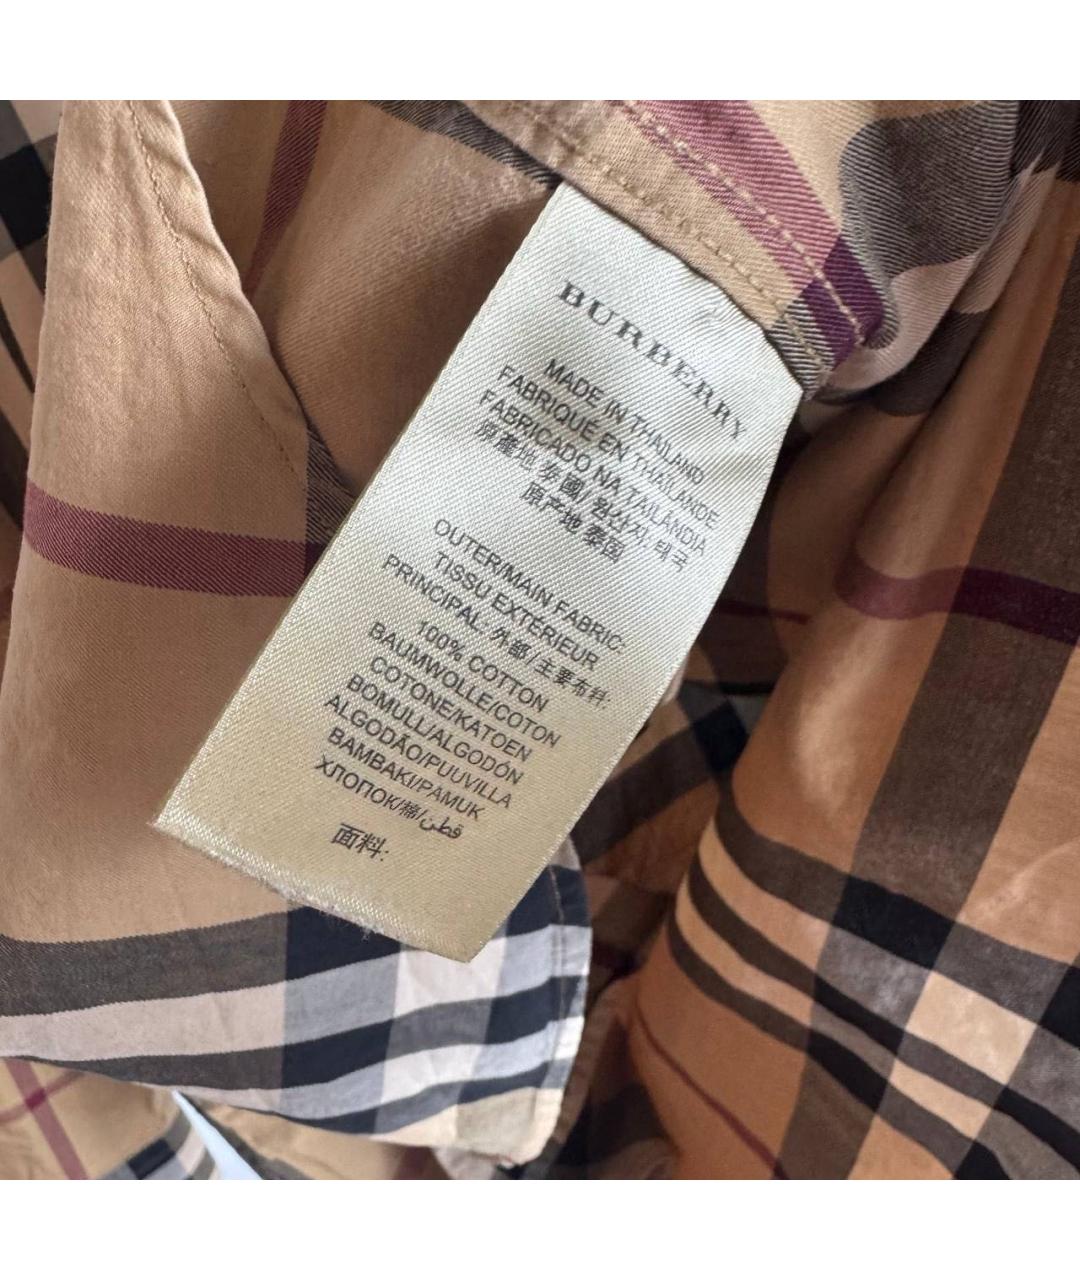 BURBERRY
MADE IN THAILAND
FABRIQUÉ EN THAILANDE
FABRICADO NA TAILANDIA
原產地 泰國/ 원산지: 태국
原产地 泰国
OUTER/MAIN FABRIC:
TISSU EXTÉRIEUR
PRINCIPAL: 外部/主要布料:
100% COTTON
BAUMWOLLE/COTON
COTONE/KATOEN
BOMULL/ALGODÓN
ALGODÃO/PUUVILLA
BAMBAKI/PAMUK
ХЛОПОК/棉/قطن
面料: